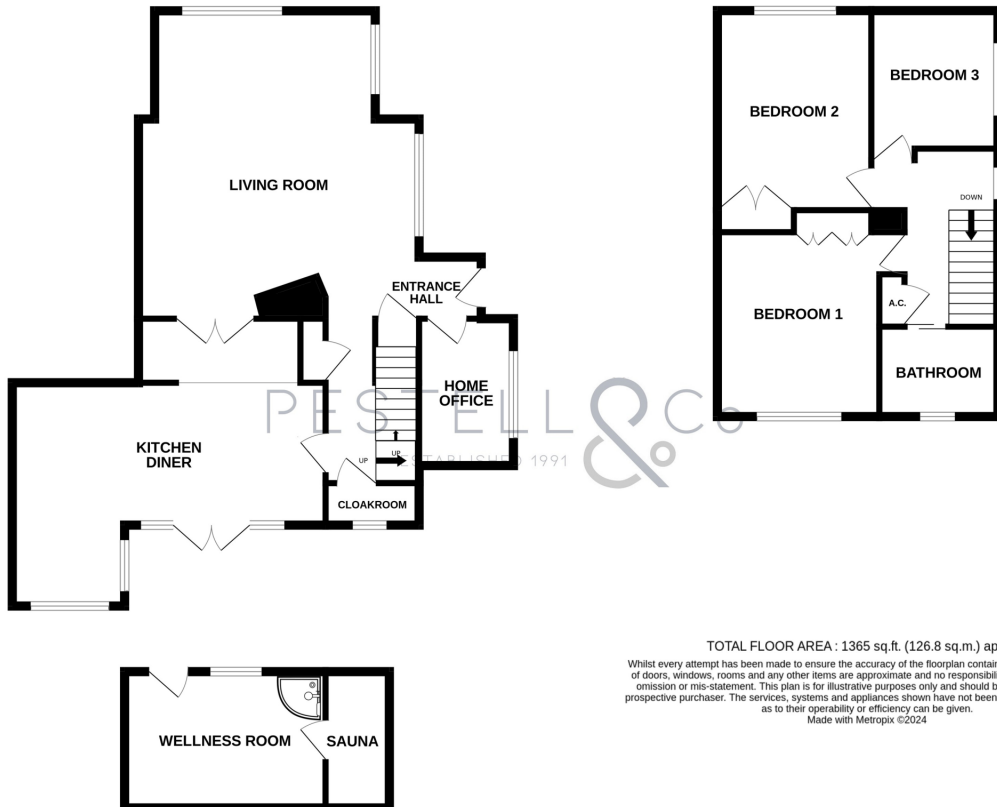 LIVING ROOM
ENTRANCE
HALL
HOME
OFFICE
KITCHEN
DINER
UP
UP
CLOAKROOM
WELLNESS ROOM
SAUNA
BEDROOM 2
BEDROOM 3
DOWN
BEDROOM 1
A.C.
BATHROOM
PESTELL & Co
ESTABLISHED 1991
TOTAL FLOOR AREA : 1365 sq.ft. (126.8 sq.m.) ap
Whilst every attempt has been made to ensure the accuracy of the floorplan contain
of doors, windows, rooms and any other items are approximate and no responsibili
omission or mis-statement. This plan is for illustrative purposes only and should b
prospective purchaser. The services, systems and appliances shown have not been
as to their operability or efficiency can be given.
Made with Metropix ©2024